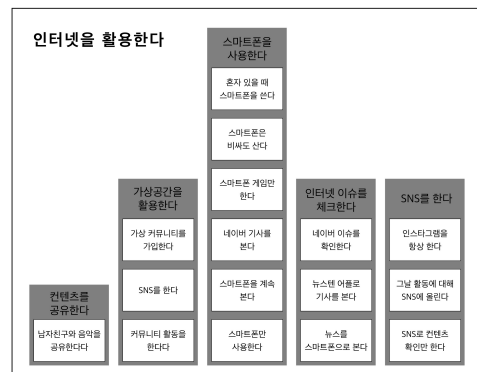 인터넷을 활용한다
컨텐츠를
공유한다
남자친구와 음악을
공유한다다
가상공간을
활용한다
가상 커뮤니티를
가입한다
SNS를 한다
커뮤니티 활동을
한다다
스마트폰을
사용한다
혼자 있을 때
스마트폰을 쓴다
스마트폰은
비싸도 산다
스마트폰 게임만
한다
네이버 기사를
본다
스마트폰을 계속
본다
스마트폰만
사용한다
인터넷 이슈를
체크한다
네이버 이슈를
확인한다
뉴스텐 어플로
기사를 본다
뉴스를
스마트폰으로 본다
SNS를 한다
인스타그램을
항상 한다
그날 활동에 대해
SNS에 올린다
SNS로 컨텐츠
확인만 한다